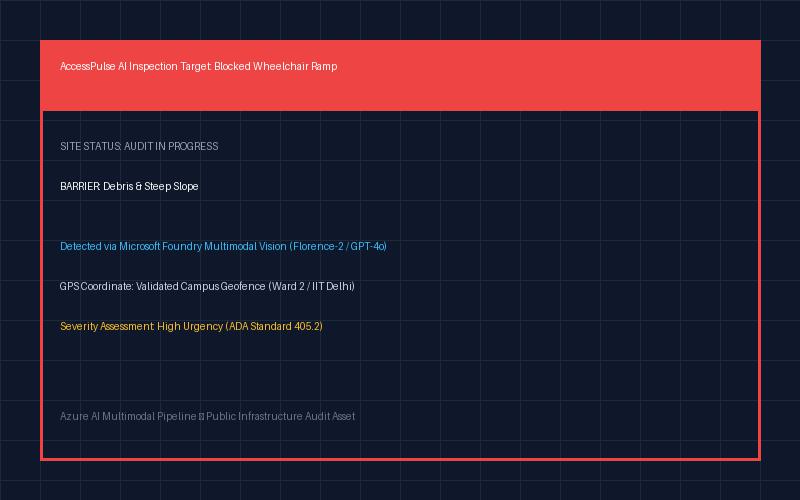 AccessPulse AI Inspection Target: Blocked Wheelchair Ramp
SITE STATUS: AUDIT IN PROGRESS
BARRIER: Debris & Steep Slope
Detected via Microsoft Foundry Multimodal Vision (Florence-2 / GPT-4o)
GPS Coordinate: Validated Campus Geofence (Ward 2 / IIT Delhi)
Severity Assessment: High Urgency (ADA Standard 405.2)
Azure AI Multimodal Pipeline Public Infrastructure Audit Asset